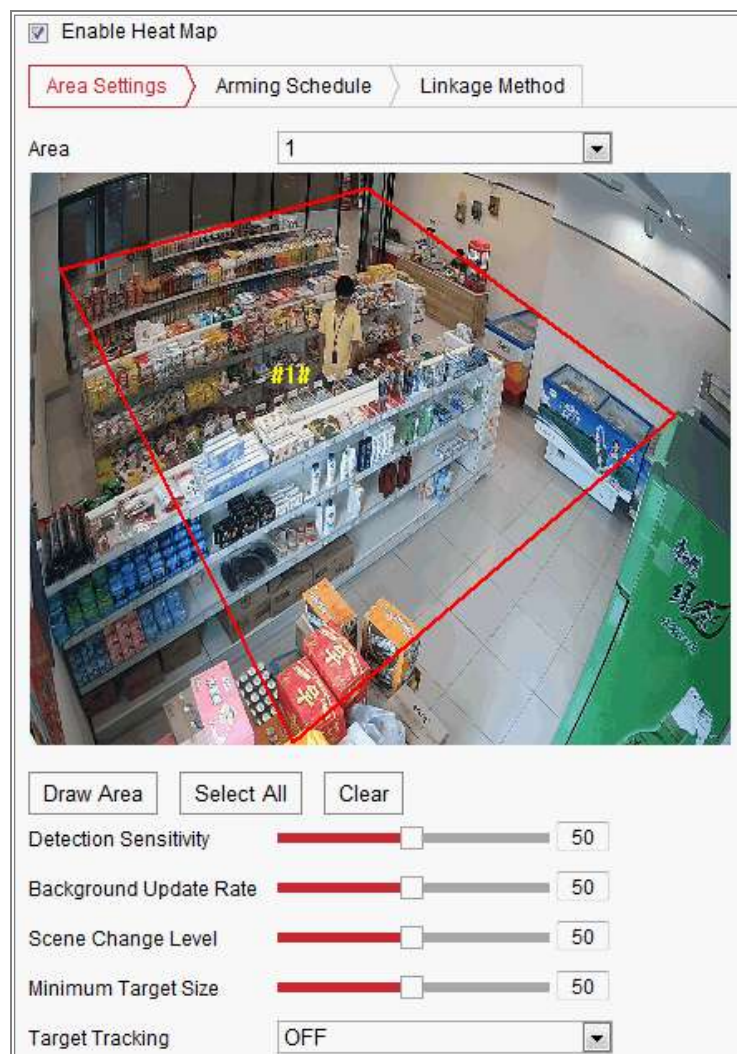 Enable Heat Map
Area Settings Arming Schedule Linkage Method
Area 1
#1#
Draw Area Select All Clear
Detection Sensitivity 50
Background Update Rate 50
Scene Change Level 50
Minimum Target Size 50
Target Tracking OFF